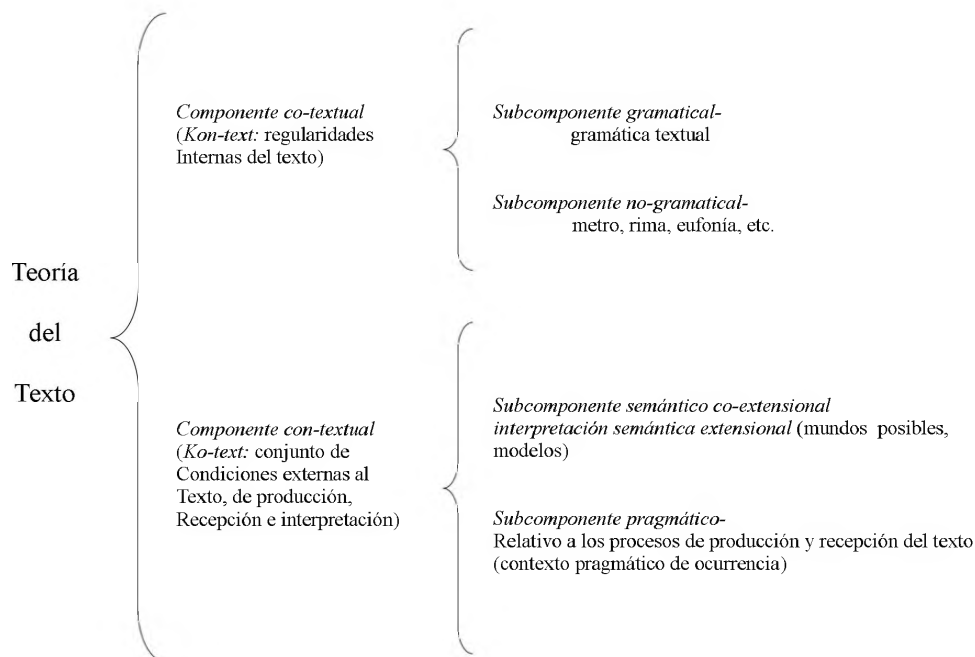 Teoría
del
Texto
Componente co-textual
(Kon-text: regularidades
Internas del texto)
Subcomponente gramatical-
gramática textual
Subcomponente no-gramatical-
metro, rima, eufonía, etc.
Componente con-textual
(Ko-text: conjunto de
Condiciones externas al
Texto, de producción,
Recepción e interpretación)
Subcomponente semántico co-extensional
interpretación semántica extensional (mundos posibles,
modelos)
Subcomponente pragmático-
Relativo a los procesos de producción y recepción del texto
(contexto pragmático de ocurrencia)